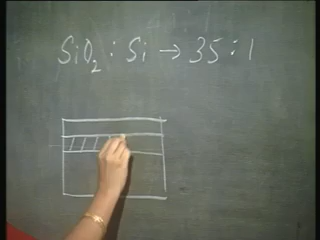 SiO₂ : Si → 35 : 1